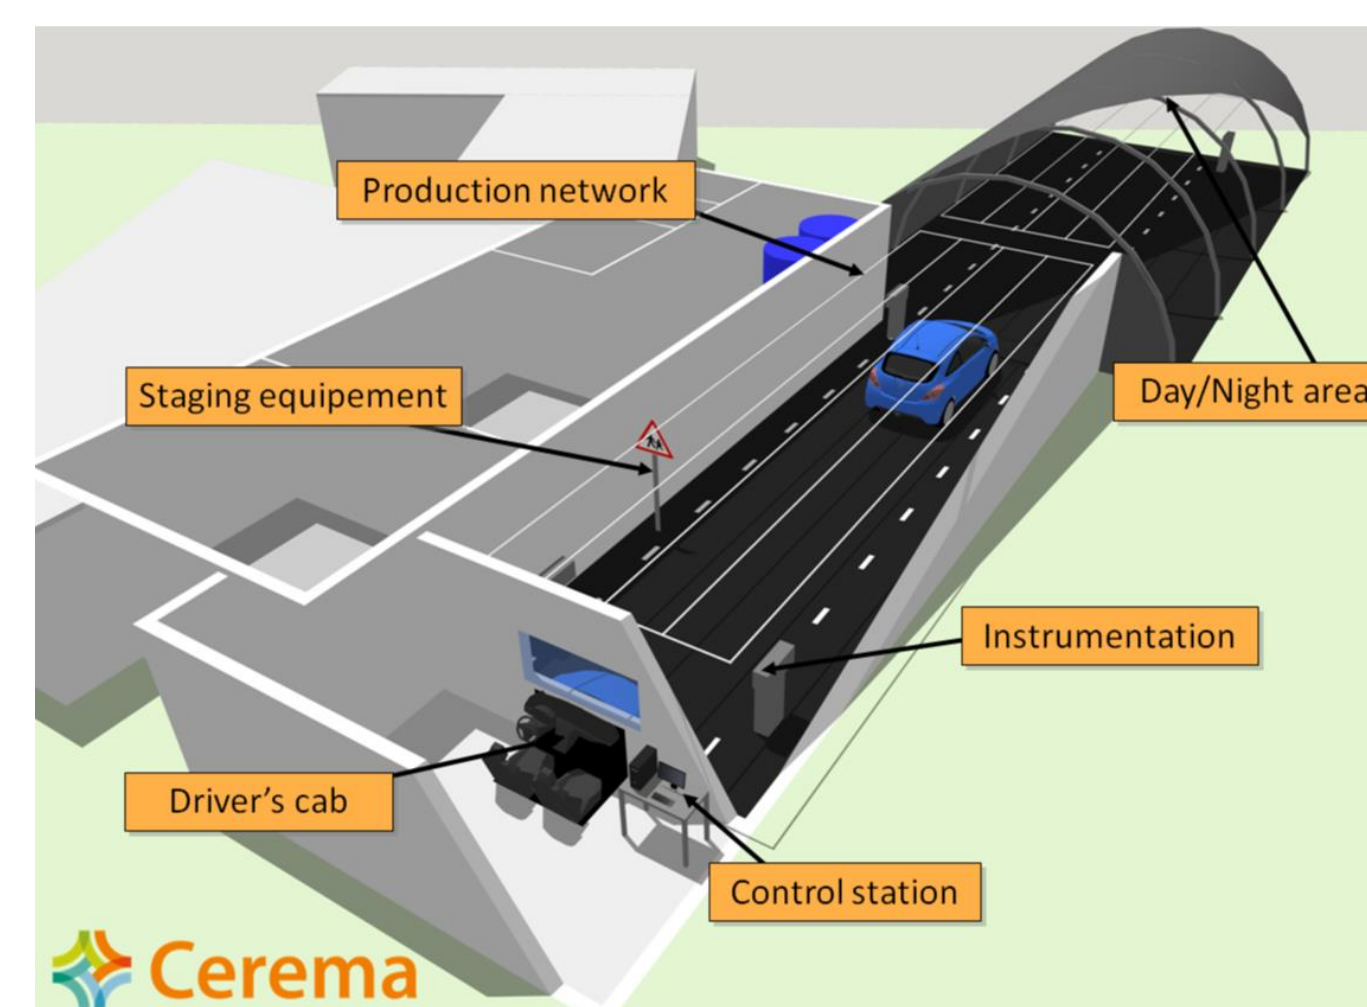 Production network
Staging equipement
Day/Night area
Instrumentation
Driver's cab
Control station
Cerema